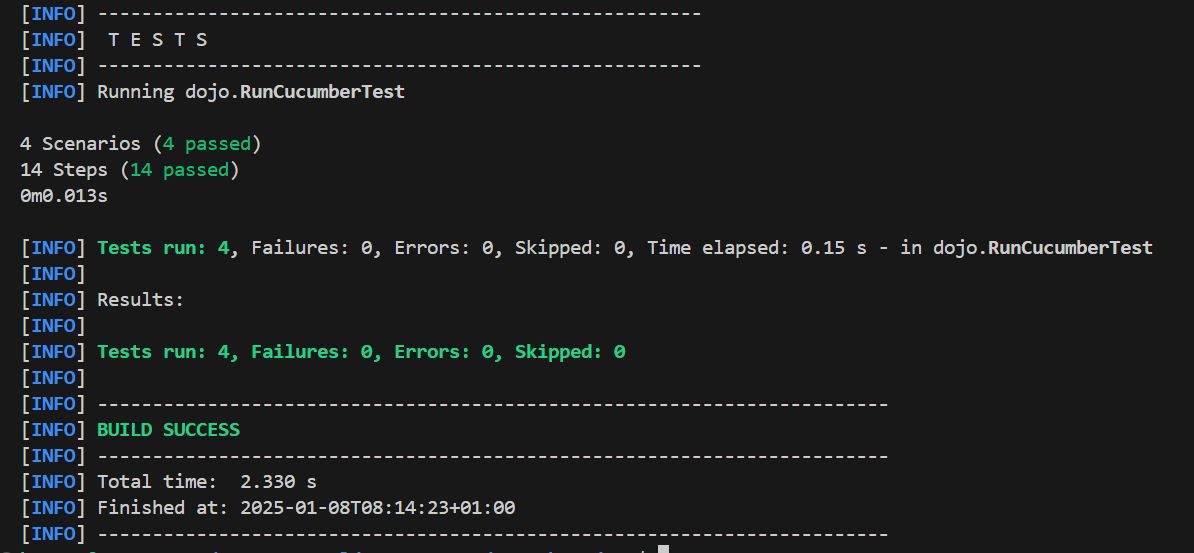 [INFO] -------------------------------------------------------
[INFO]  T E S T S
[INFO] -------------------------------------------------------
[INFO] Running dojo.RunCucumberTest
4 Scenarios (4 passed)
14 Steps (14 passed)
0m0.013s
[INFO] Tests run: 4, Failures: 0, Errors: 0, Skipped: 0, Time elapsed: 0.15 s - in dojo.RunCucumberTest
[INFO]
[INFO] Results:
[INFO]
[INFO] Tests run: 4, Failures: 0, Errors: 0, Skipped: 0
[INFO]
[INFO] ------------------------------------------------------------------------
[INFO] BUILD SUCCESS
[INFO] ------------------------------------------------------------------------
[INFO] Total time:  2.330 s
[INFO] Finished at: 2025-01-08T08:14:23+01:00
[INFO] ------------------------------------------------------------------------